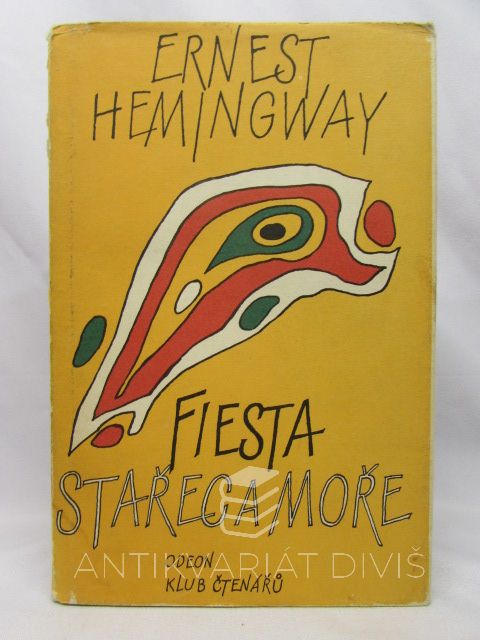 ERNEST
HEMINGWAY
FIESTA
STAŘEC A MOŘE
ANTIKVARIÁT DIVIŠ
ODEON
KLUB ČTENÁŘŮ